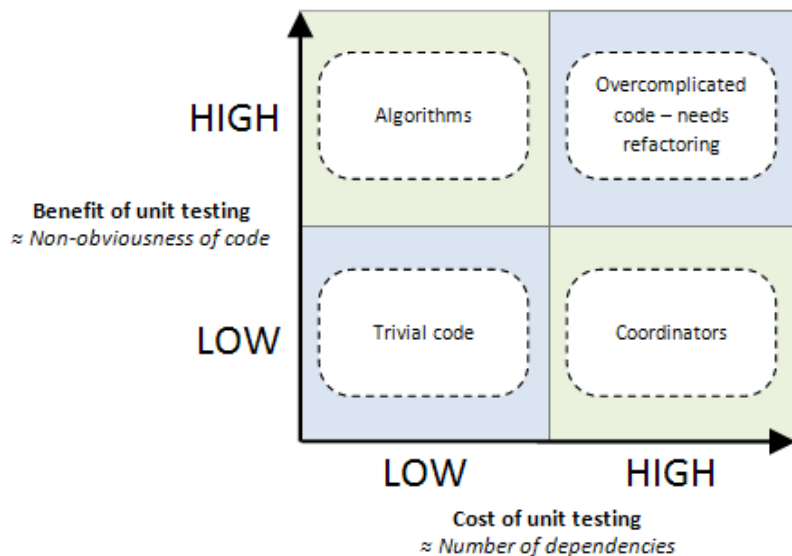 HIGH
Algorithms
Overcomplicated
code – needs
refactoring
Benefit of unit testing
≈ Non-obviousness of code
LOW
Trivial code
Coordinators
LOW
HIGH
Cost of unit testing
≈ Number of dependencies